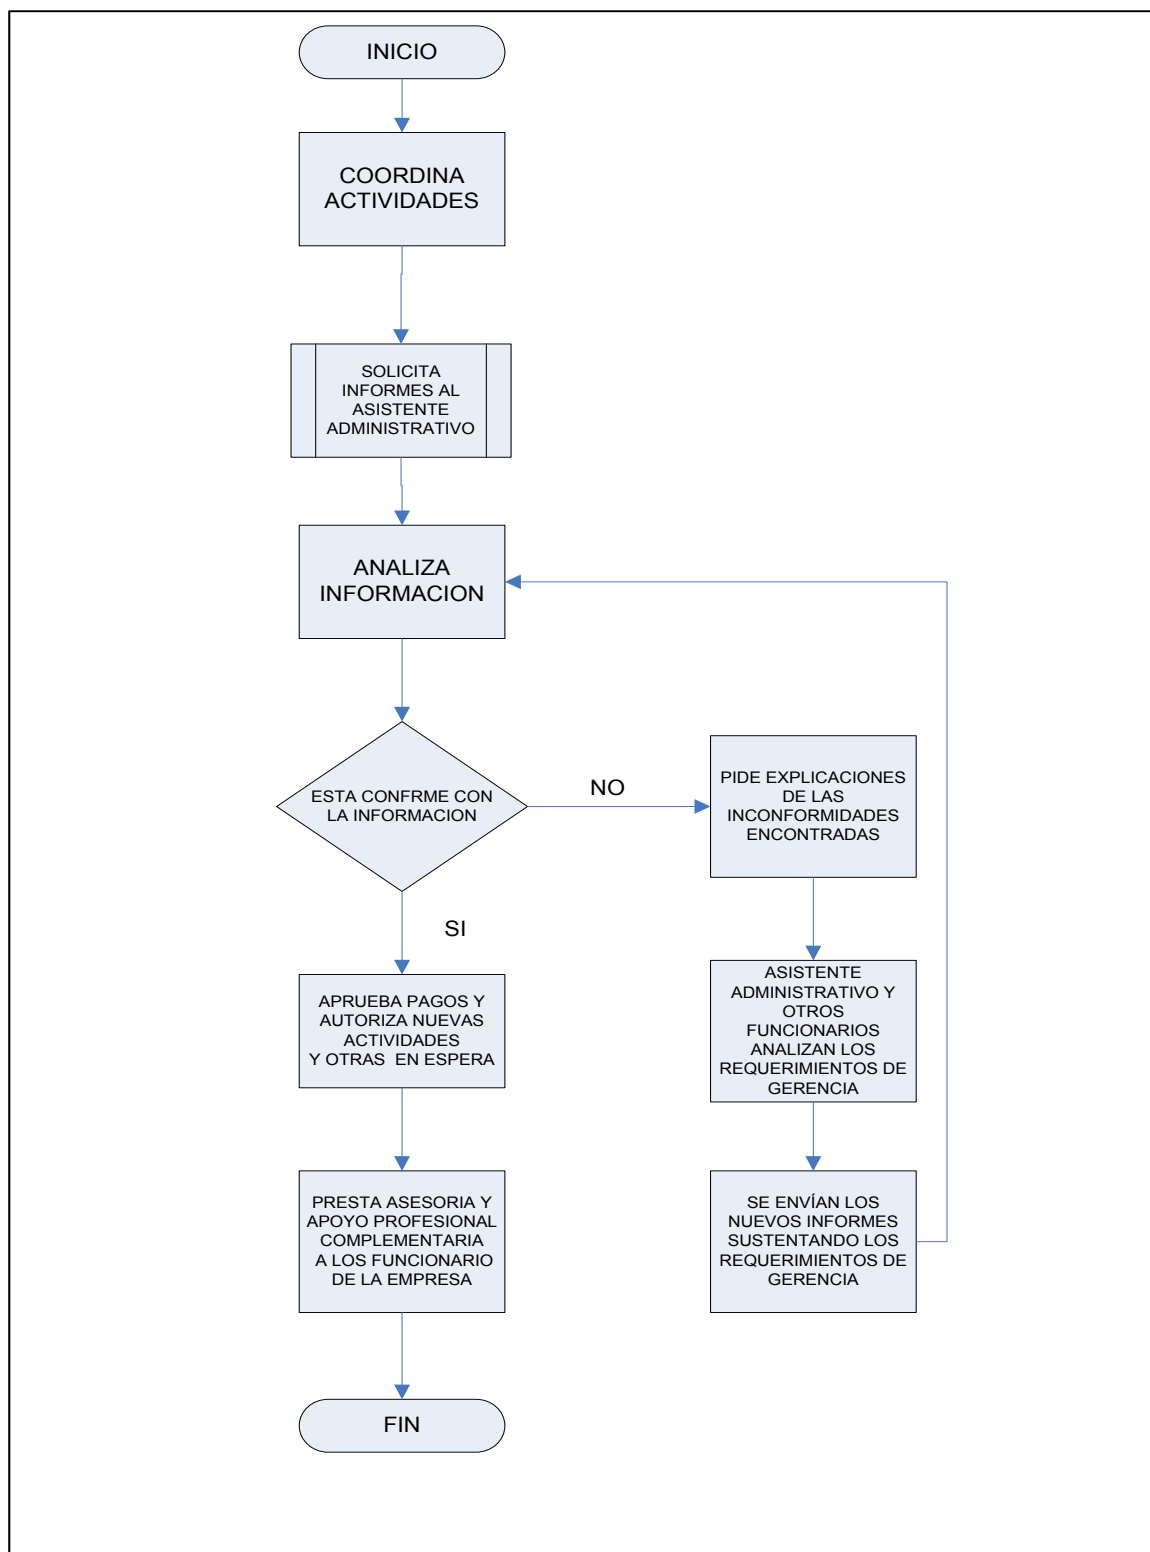 INICIO
COORDINA
ACTIVIDADES
SOLICITA
INFORMES AL
ASISTENTE
ADMINISTRATIVO
ANALIZA
INFORMACION
ESTA CONFRME CON
LA INFORMACION
NO
PIDE EXPLICACIONES
DE LAS
INCONFORMIDADES
ENCONTRADAS
SI
APRUEBA PAGOS Y
AUTORIZA NUEVAS
ACTIVIDADES
Y OTRAS EN ESPERA
ASISTENTE
ADMINISTRATIVO Y
OTROS
FUNCIONARIOS
ANALIZAN LOS
REQUERIMIENTOS DE
GERENCIA
PRESTA ASESORIA Y
APOYO PROFESIONAL
COMPLEMENTARIA
A LOS FUNCIONARIO
DE LA EMPRESA
SE ENVÍAN LOS
NUEVOS INFORMES
SUSTENTANDO LOS
REQUERIMIENTOS DE
GERENCIA
FIN